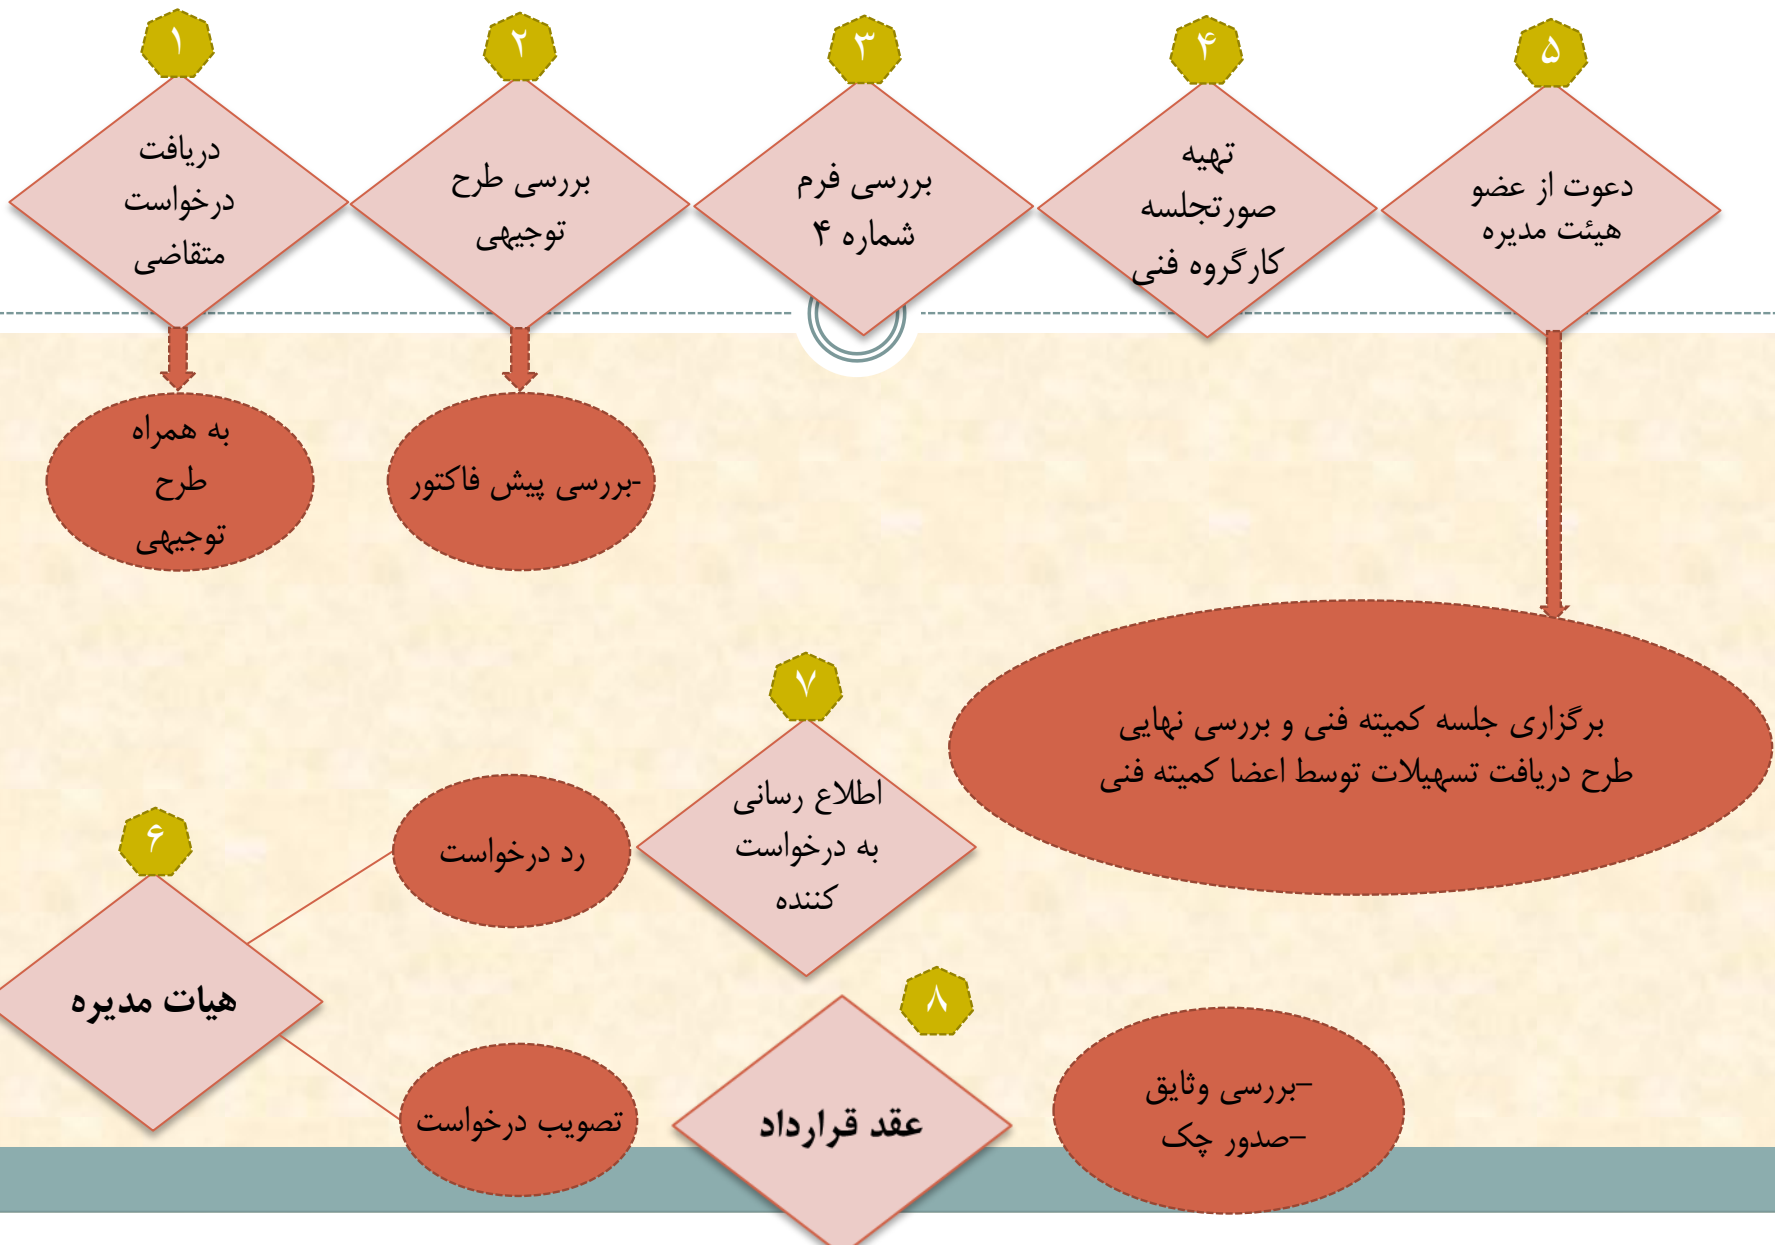 ۱
دریافت
درخواست
متقاضی
به همراه
طرح
توجیهی
۲
بررسی طرح
توجیهی
-بررسی پیش فاکتور
۳
بررسی فرم
شماره ۴
۴
تهیه
صورتجلسه
کارگروه فنی
۵
دعوت از عضو
هیئت مدیره
برگزاری جلسه کمیته فنی و بررسی نهایی
طرح دریافت تسهیلات توسط اعضا کمیته فنی
۶
هیات مدیره
رد درخواست
تصویب درخواست
۷
اطلاع رسانی
به درخواست
کننده
۸
عقد قرارداد
–بررسی وثایق
–صدور چک